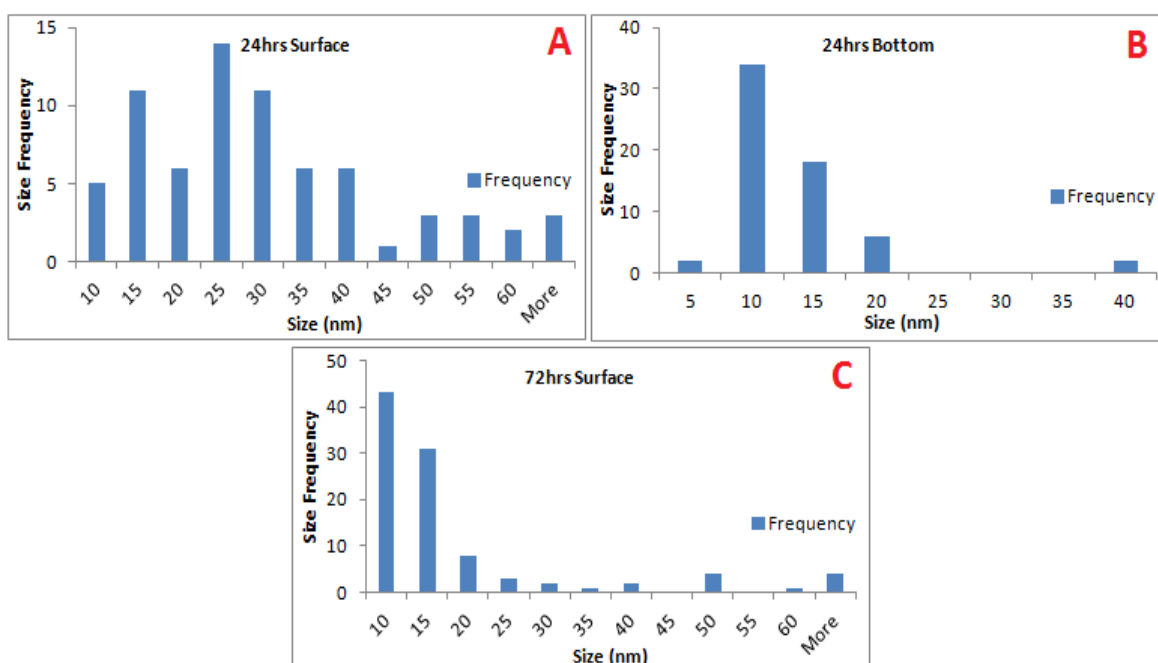 24hrs Surface
A
Size Frequency
15
10
5
0
Frequency
10 15 20 25 30 35 40 45 50 55 60 More
Size (nm)
24hrs Bottom
B
Size Frequency
40
30
20
10
0
Frequency
5 10 15 20 25 30 35 40
Size (nm)
72hrs Surface
C
Size Frequency
50
40
30
20
10
0
Frequency
10 15 20 25 30 35 40 45 50 55 60 More
Size (nm)